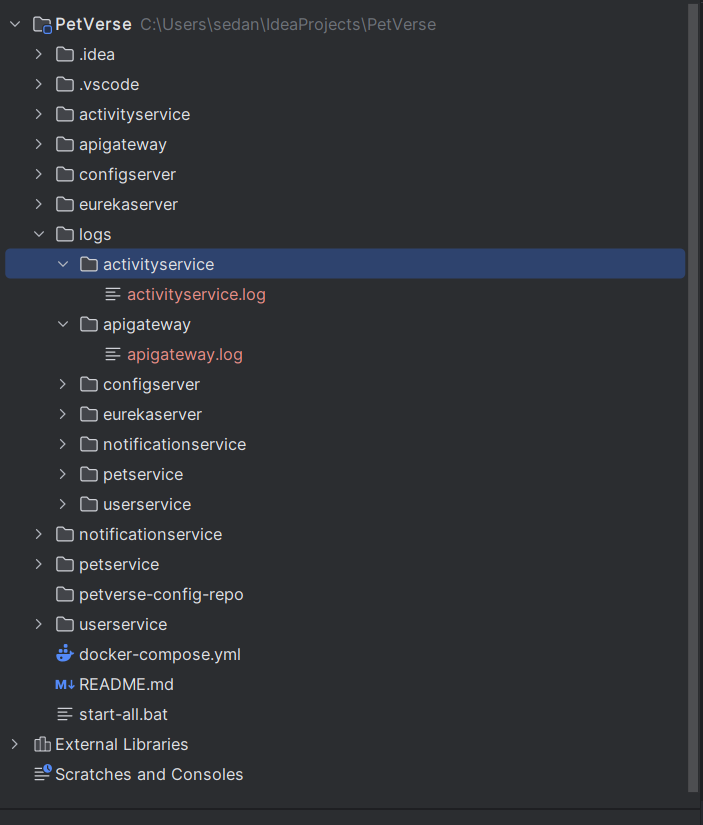 PetVerse C:\Users\sedan\IdeaProjects\PetVerse
.idea
.vscode
activityservice
apigateway
configserver
eurekaserver
logs
activityservice
activityservice.log
apigateway
apigateway.log
configserver
eurekaserver
notificationservice
petservice
userservice
notificationservice
petservice
petverse-config-repo
userservice
docker-compose.yml
M↓ README.md
start-all.bat
External Libraries
Scratches and Consoles